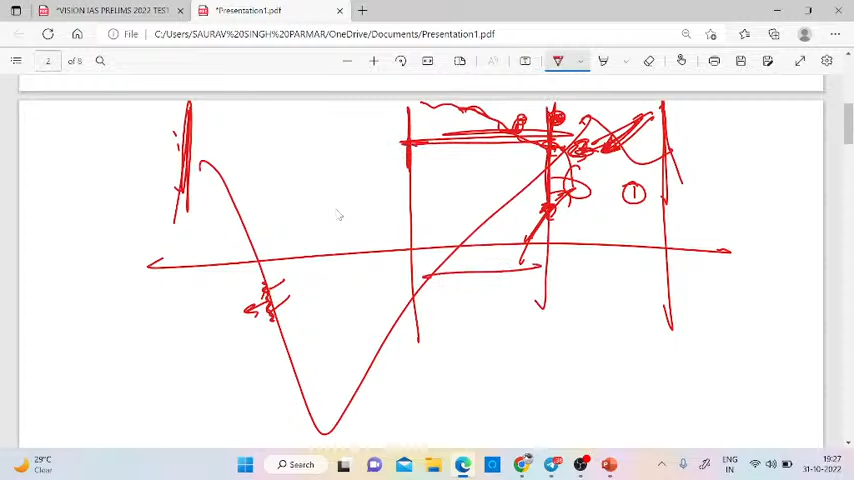 *VISION IAS PRELIMS 2022 TEST
*Presentation1.pdf
File
C:/Users/SAURAV%20SINGH%20PARMAR/OneDrive/Documents/Presentation1.pdf
2 of 8
1
29°C
Clear
Search
ENG
IN
19:27
31-10-2022